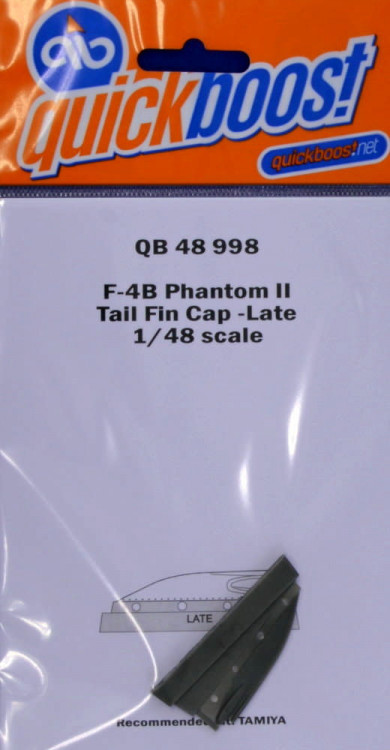 qb
quickboost
quickboost.net
QB 48 998
F-4B Phantom II
Tail Fin Cap -Late
1/48 scale
LATE
Recommended TAMIYA